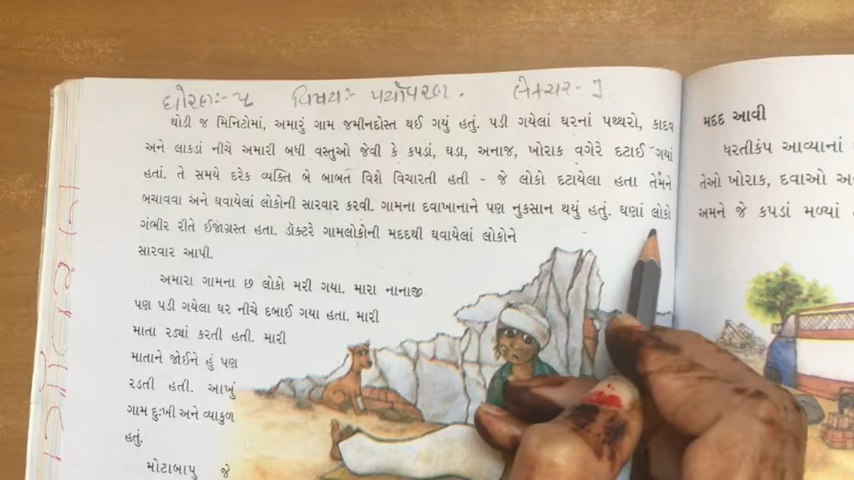 ધોરણ:- ૫ વિષય:- પર્યાવરણ. લેક્ચર - ૩
થોડી જ મિનિટોમાં, અમારું ગામ જમીનદોસ્ત થઈ ગયું હતું. પડી ગયેલાં ઘરનાં પથ્થરો, કાદવ
અને લાકડાં નીચે અમારી બધી વસ્તુઓ જેવી કે કપડાં, ઘડા, અનાજ, ખોરાક વગેરે દટાઈ ગયાં
હતાં. તે સમયે દરેક વ્યક્તિ બે બાબત વિશે વિચારતી હતી - જે લોકો દટાયેલા હતા તેમને
બચાવવા અને ઘવાયેલાં લોકોની સારવાર કરવી. ગામના દવાખાનાને પણ નુકસાન થયું હતું. ઘણાં લોકો
ગંભીર રીતે ઈજાગ્રસ્ત હતા. ડૉક્ટરે ગામલોકોની મદદથી ઘવાયેલાં લોકોને
સારવાર આપી.
અમારા ગામના છ લોકો મરી ગયા. મારા નાનાજી
પણ પડી ગયેલા ઘર નીચે દબાઈ ગયા હતા. મારી
માતા રડ્યાં કરતી હતી. મારી
માતાને જોઈને હું પણ
રડતી હતી. આખું
ગામ દુઃખી અને વ્યાકુળ
હતું.
મોટાબાપુ જે
મદદ આવી
ધરતીકંપ આવ્યાનાં
તેઓ ખોરાક, દવાઓ
અમને જે કપડાં મળ્યાં